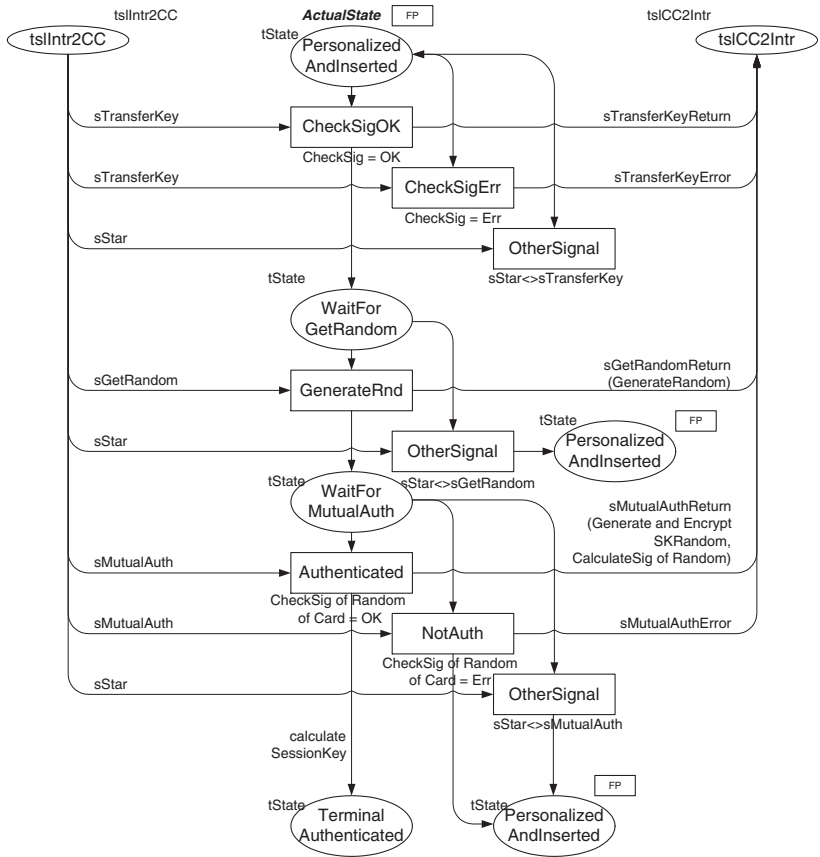 tslIntr2CC
ActualState
FP
tslCC2Intr
tslIntr2CC
tState
Personalized
AndInserted
tslCC2Intr
sTransferKey
CheckSigOK
sTransferKeyReturn
CheckSig = OK
sTransferKey
CheckSigErr
sTransferKeyError
CheckSig = Err
sStar
OtherSignal
sStar<>sTransferKey
tState
WaitFor
GetRandom
sGetRandom
GenerateRnd
sGetRandomReturn
(GenerateRandom)
sStar
OtherSignal
sStar<>sGetRandom
tState
FP
Personalized
AndInserted
tState
WaitFor
MutualAuth
sMutualAuthReturn
(Generate and Encrypt
SKRandom,
CalculateSig of Random)
sMutualAuth
Authenticated
CheckSig of Random
of Card = OK
sMutualAuth
NotAuth
sMutualAuthError
CheckSig of Random
of Card = Err
sStar
OtherSignal
sStar<>sMutualAuth
calculate
SessionKey
FP
tState
Terminal
Authenticated
tState
Personalized
AndInserted